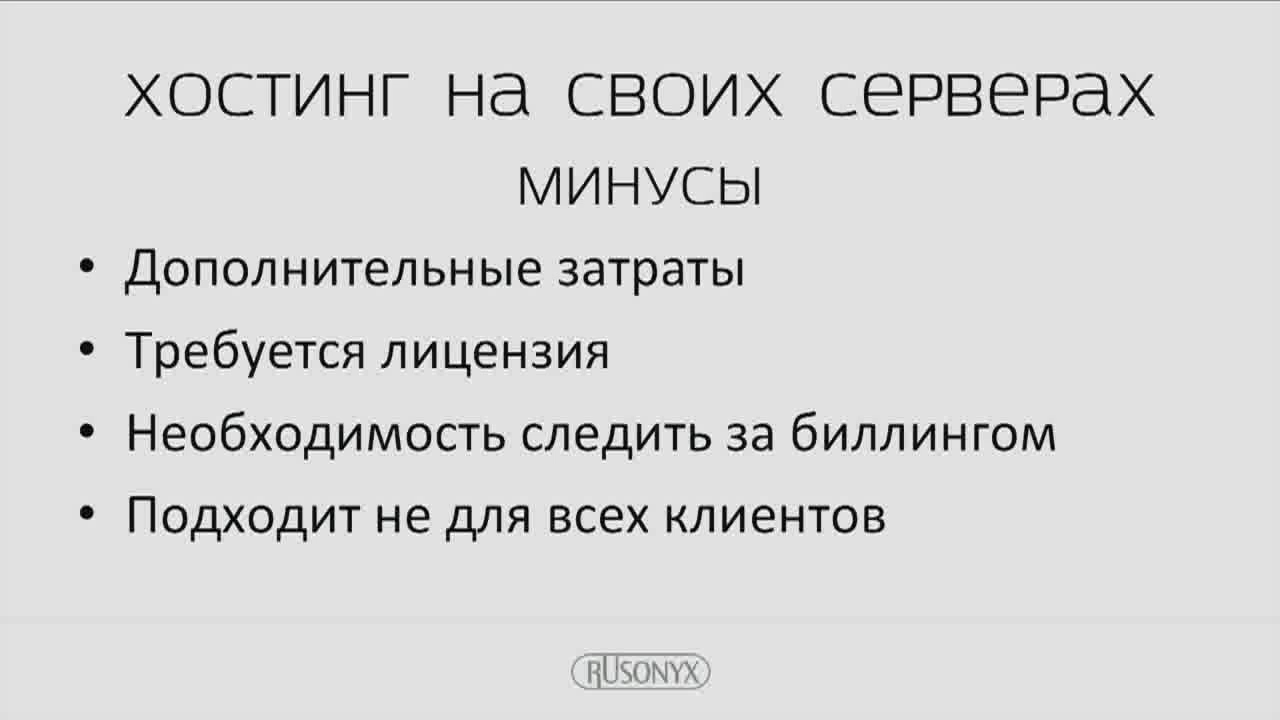 хостинг на своих серверах
минусы
• Дополнительные затраты
• Требуется лицензия
• Необходимость следить за биллингом
• Подходит не для всех клиентов
RUSONYX